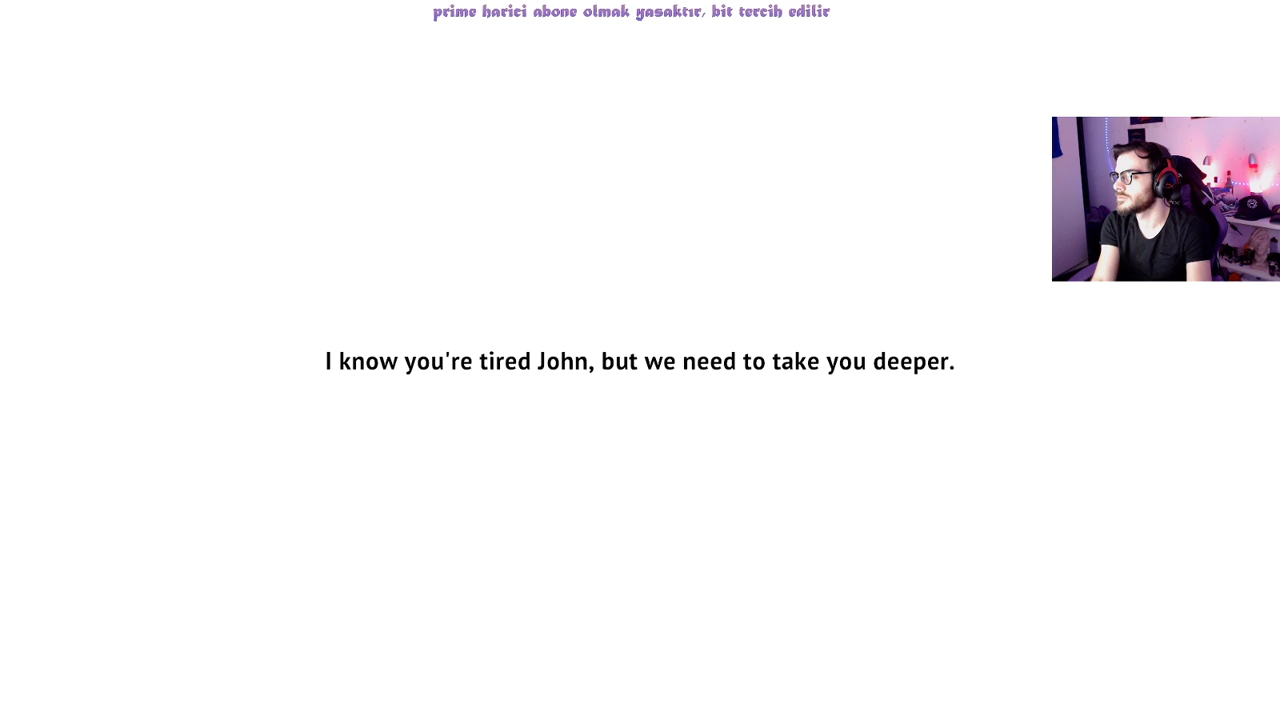 prime harici abone olmak yasaktır, bit tercih edilir
I know you're tired John, but we need to take you deeper.